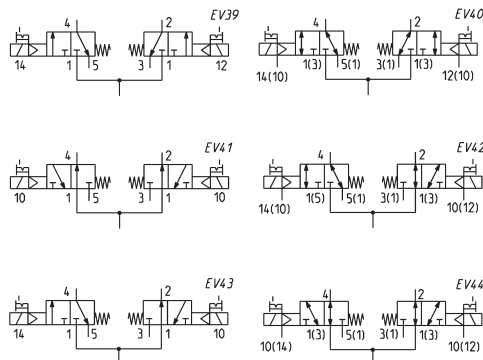 4 2 EV39
14 1 5 3 1 12
4 2 EV40
14(10) 1(3) 5(1) 3(1) 1(3) 12(10)
4 2 EV41
10 1 5 3 1 10
4 2 EV42
14(10) 1(5) 5(1) 3(1) 1(3) 10(12)
4 2 EV43
14 1 5 3 1 10
4 2 EV44
10(14) 1(3) 5(1) 3(1) 1(3) 10(12)